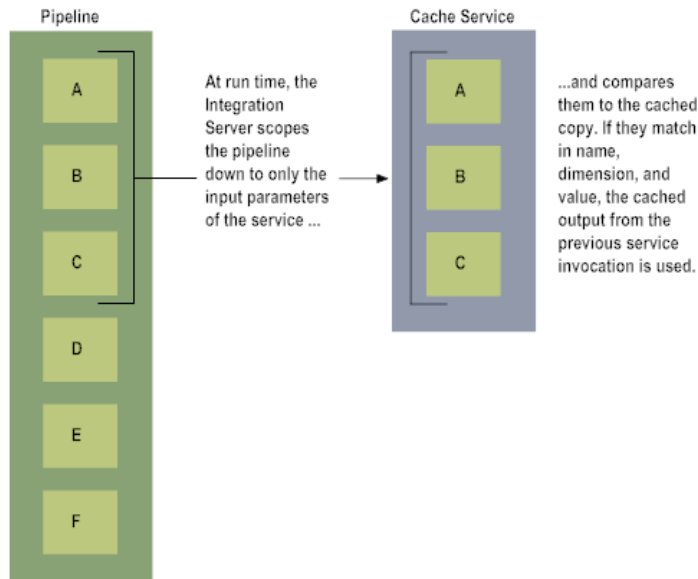 Pipeline
A
B
C
D
E
F
At run time, the
Integration
Server scopes
the pipeline
down to only the
input parameters
of the service ...
Cache Service
A
B
C
...and compares
them to the cached
copy. If they match
in name,
dimension, and
value, the cached
output from the
previous service
invocation is used.